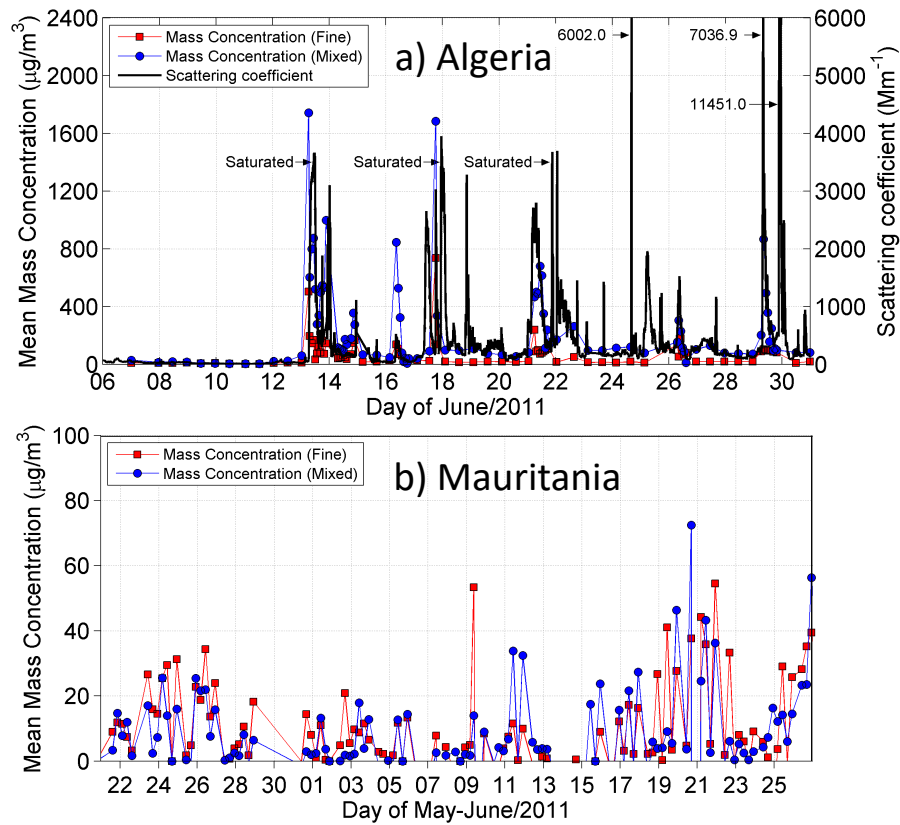 a) Algeria
Mass Concentration (Fine)
Mass Concentration (Mixed)
Scattering coefficient
Saturated
Saturated
Saturated
6002.0
7036.9
11451.0
Mean Mass Concentration (μg/m³)
2400
2000
1600
1200
800
400
0
Scattering coefficient (Mm⁻¹)
6000
5000
4000
3000
2000
1000
0
06 08 10 12 14 16 18 20 22 24 26 28 30
Day of June/2011
b) Mauritania
Mass Concentration (Fine)
Mass Concentration (Mixed)
Mean Mass Concentration (μg/m³)
100
80
60
40
20
0
22 24 26 28 30 01 03 05 07 09 11 13 15 17 19 21 23 25
Day of May-June/2011